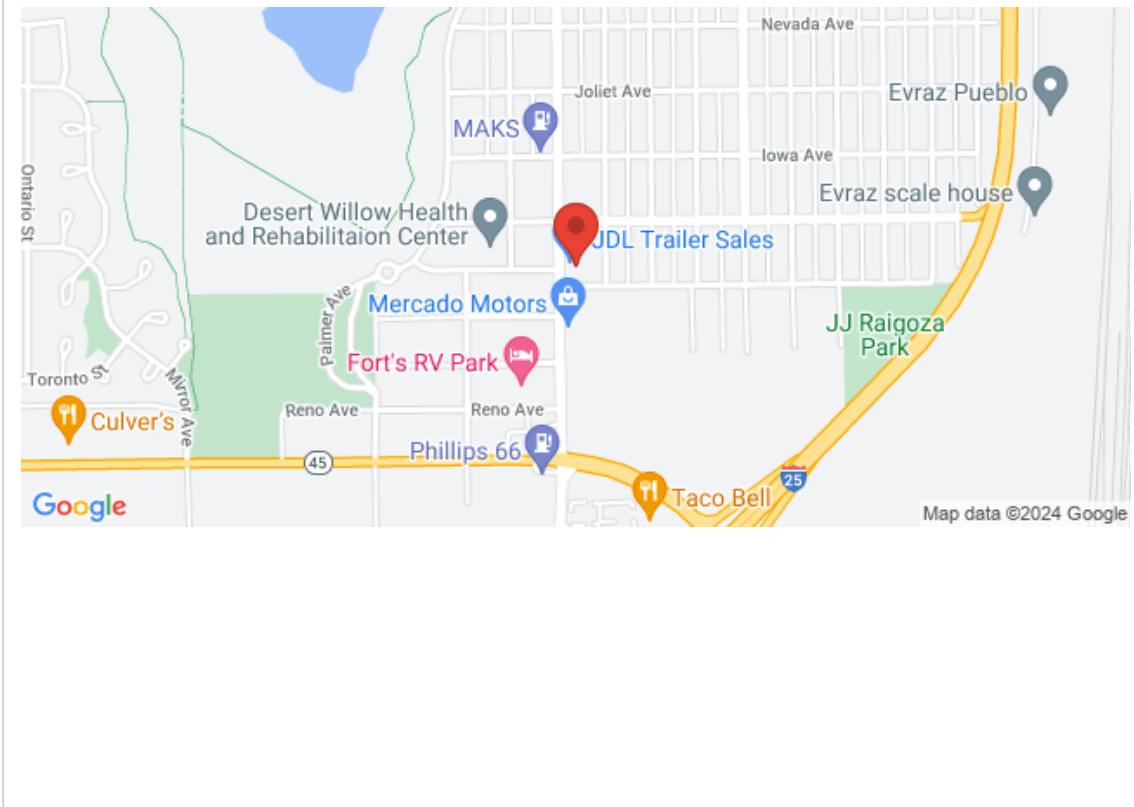 Nevada Ave
Joliet Ave
Evraz Pueblo
MAKS
Iowa Ave
Ontario St
Evraz scale house
Desert Willow Health
and Rehabilitaion Center
JDL Trailer Sales
Palmer Ave
Mercado Motors
JJ Raigoza
Park
Fort's RV Park
Toronto St
Mirror Ave
Reno Ave
Reno Ave
Culver's
Phillips 66
45
25
Taco Bell
Google
Map data ©2024 Google